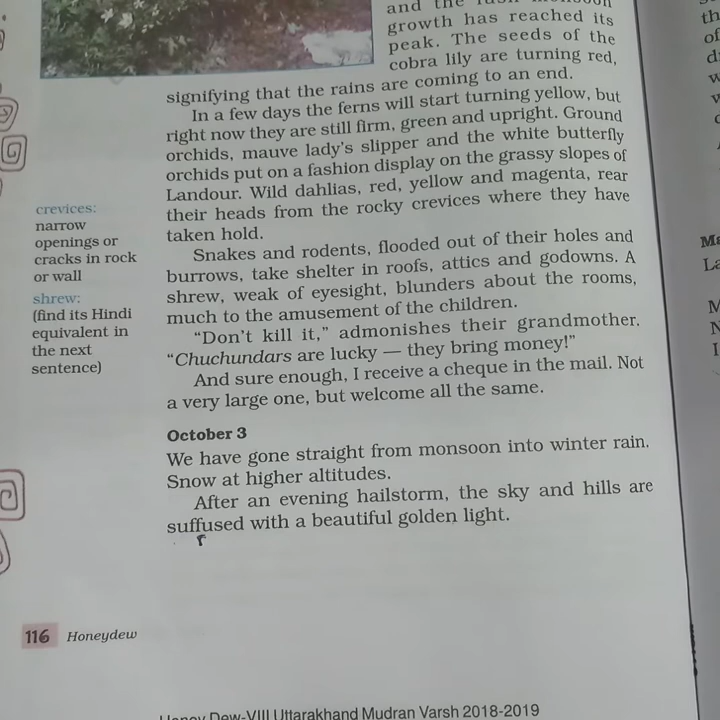 and the
growth has reached its
peak. The seeds of the
cobra lily are turning red,
signifying that the rains are coming to an end.
In a few days the ferns will start turning yellow, but
right now they are still firm, green and upright. Ground
orchids, mauve lady's slipper and the white butterfly
orchids put on a fashion display on the grassy slopes of
Landour. Wild dahlias, red, yellow and magenta, rear
their heads from the rocky crevices where they have
taken hold.
Snakes and rodents, flooded out of their holes and
burrows, take shelter in roofs, attics and godowns. A
shrew, weak of eyesight, blunders about the rooms,
much to the amusement of the children.
“Don't kill it,” admonishes their grandmother.
“Chuchundars are lucky — they bring money!”
And sure enough, I receive a cheque in the mail. Not
a very large one, but welcome all the same.
October 3
We have gone straight from monsoon into winter rain.
Snow at higher altitudes.
After an evening hailstorm, the sky and hills are
suffused with a beautiful golden light.
crevices:
narrow
openings or
cracks in rock
or wall
shrew:
(find its Hindi
equivalent in
the next
sentence)
116 Honeydew
Dew-VIII Uttarakhand Mudran Varsh 2018-2019